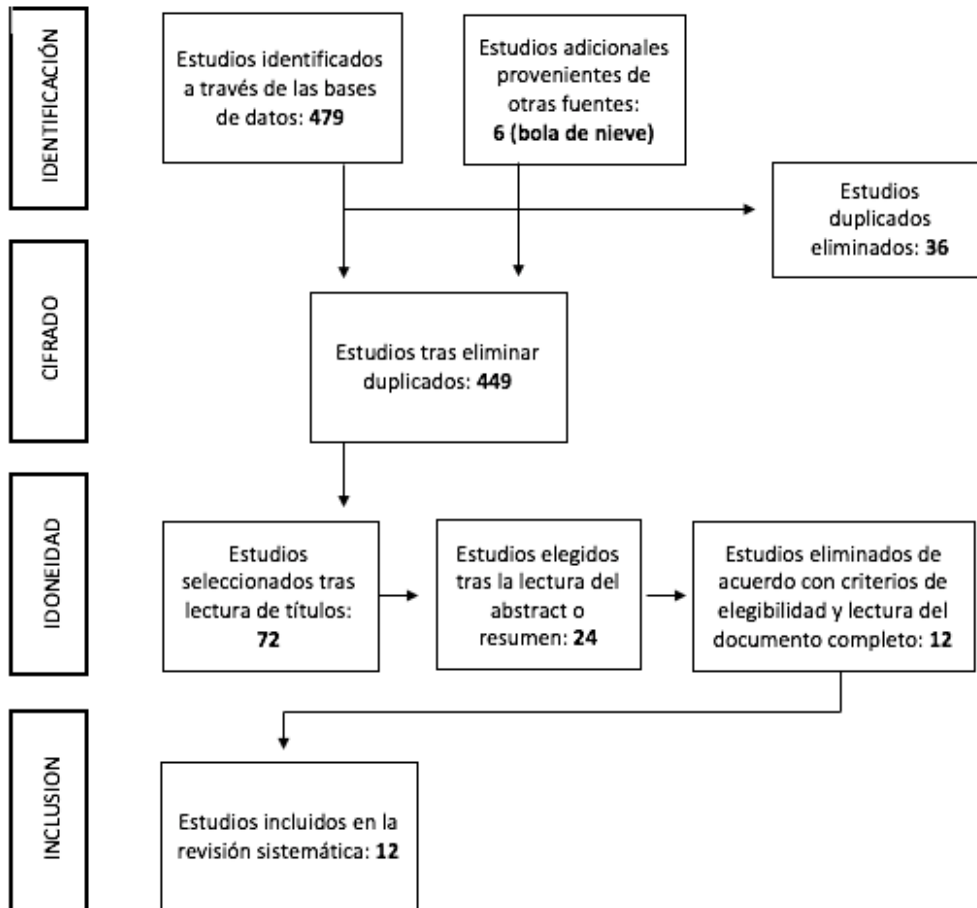 IDENTIFICACIÓN
Estudios identificados
a través de las bases
de datos: 479
Estudios adicionales
provenientes de
otras fuentes:
6 (bola de nieve)
Estudios
duplicados
eliminados: 36
CIFRADO
Estudios tras eliminar
duplicados: 449
IDONEIDAD
Estudios
seleccionados tras
lectura de títulos:
72
Estudios elegidos
tras la lectura del
abstract o
resumen: 24
Estudios eliminados de
acuerdo con criterios de
elegibilidad y lectura del
documento completo: 12
INCLUSION
Estudios incluidos en la
revisión sistemática: 12